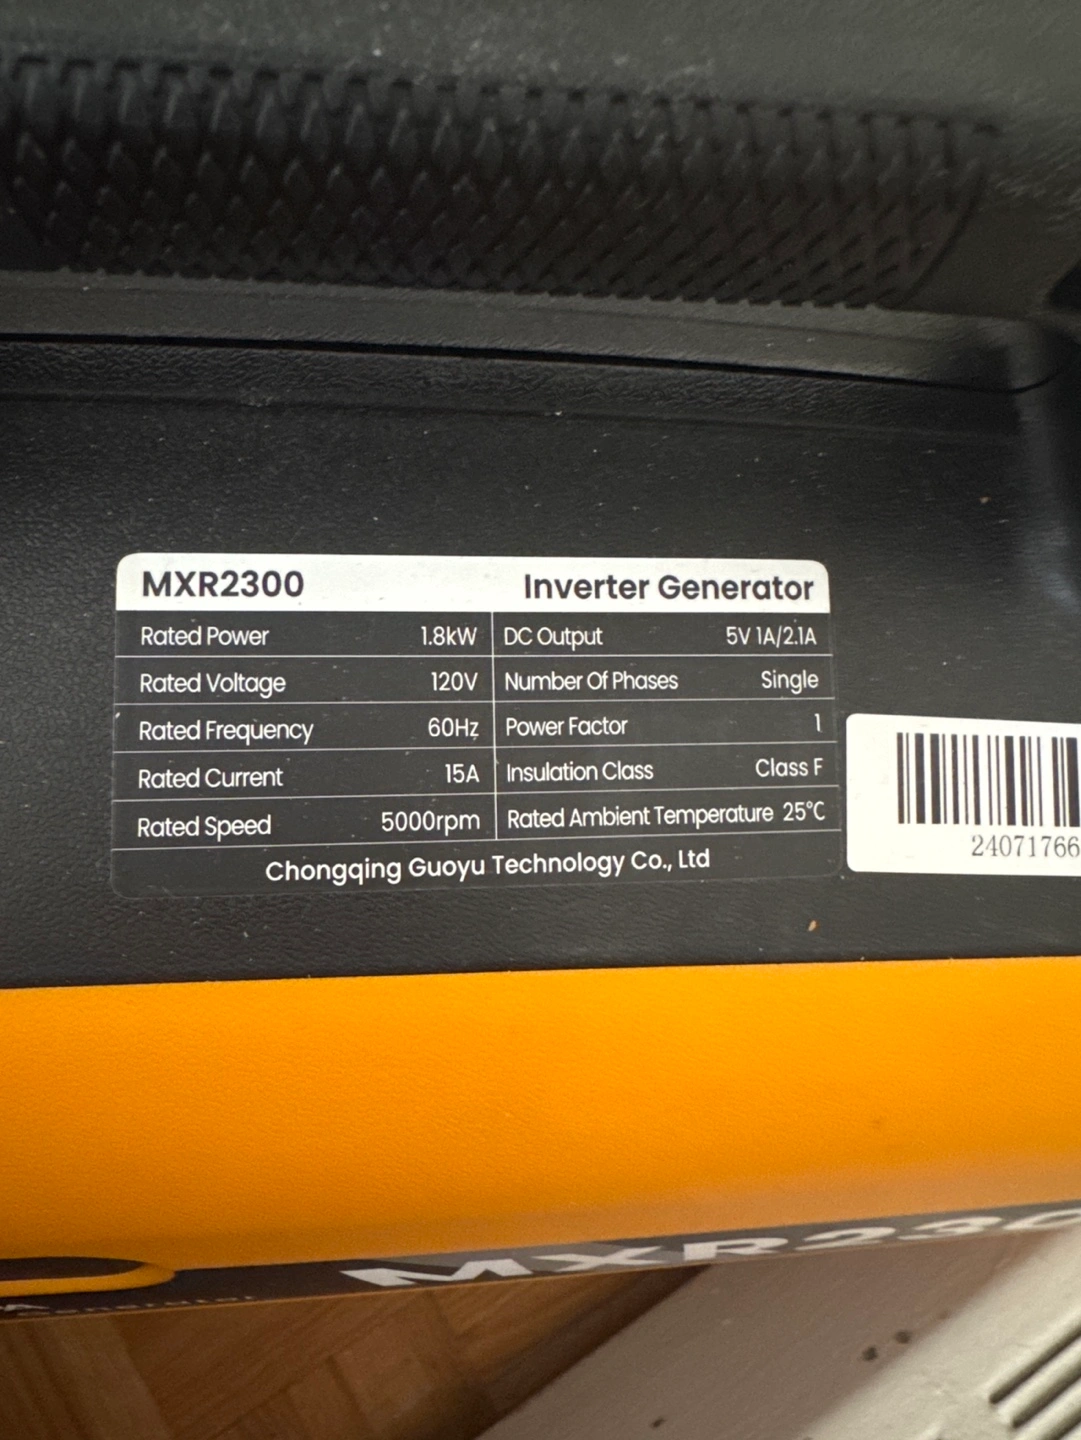 MXR2300 Inverter Generator
Rated Power 1.8kW DC Output 5V 1A/2.1A
Rated Voltage 120V Number Of Phases Single
Rated Frequency 60Hz Power Factor 1
Rated Current 15A Insulation Class Class F
Rated Speed 5000rpm Rated Ambient Temperature 25°C
Chongqing Guoyu Technology Co., Ltd
24071766
MXR230
Generator